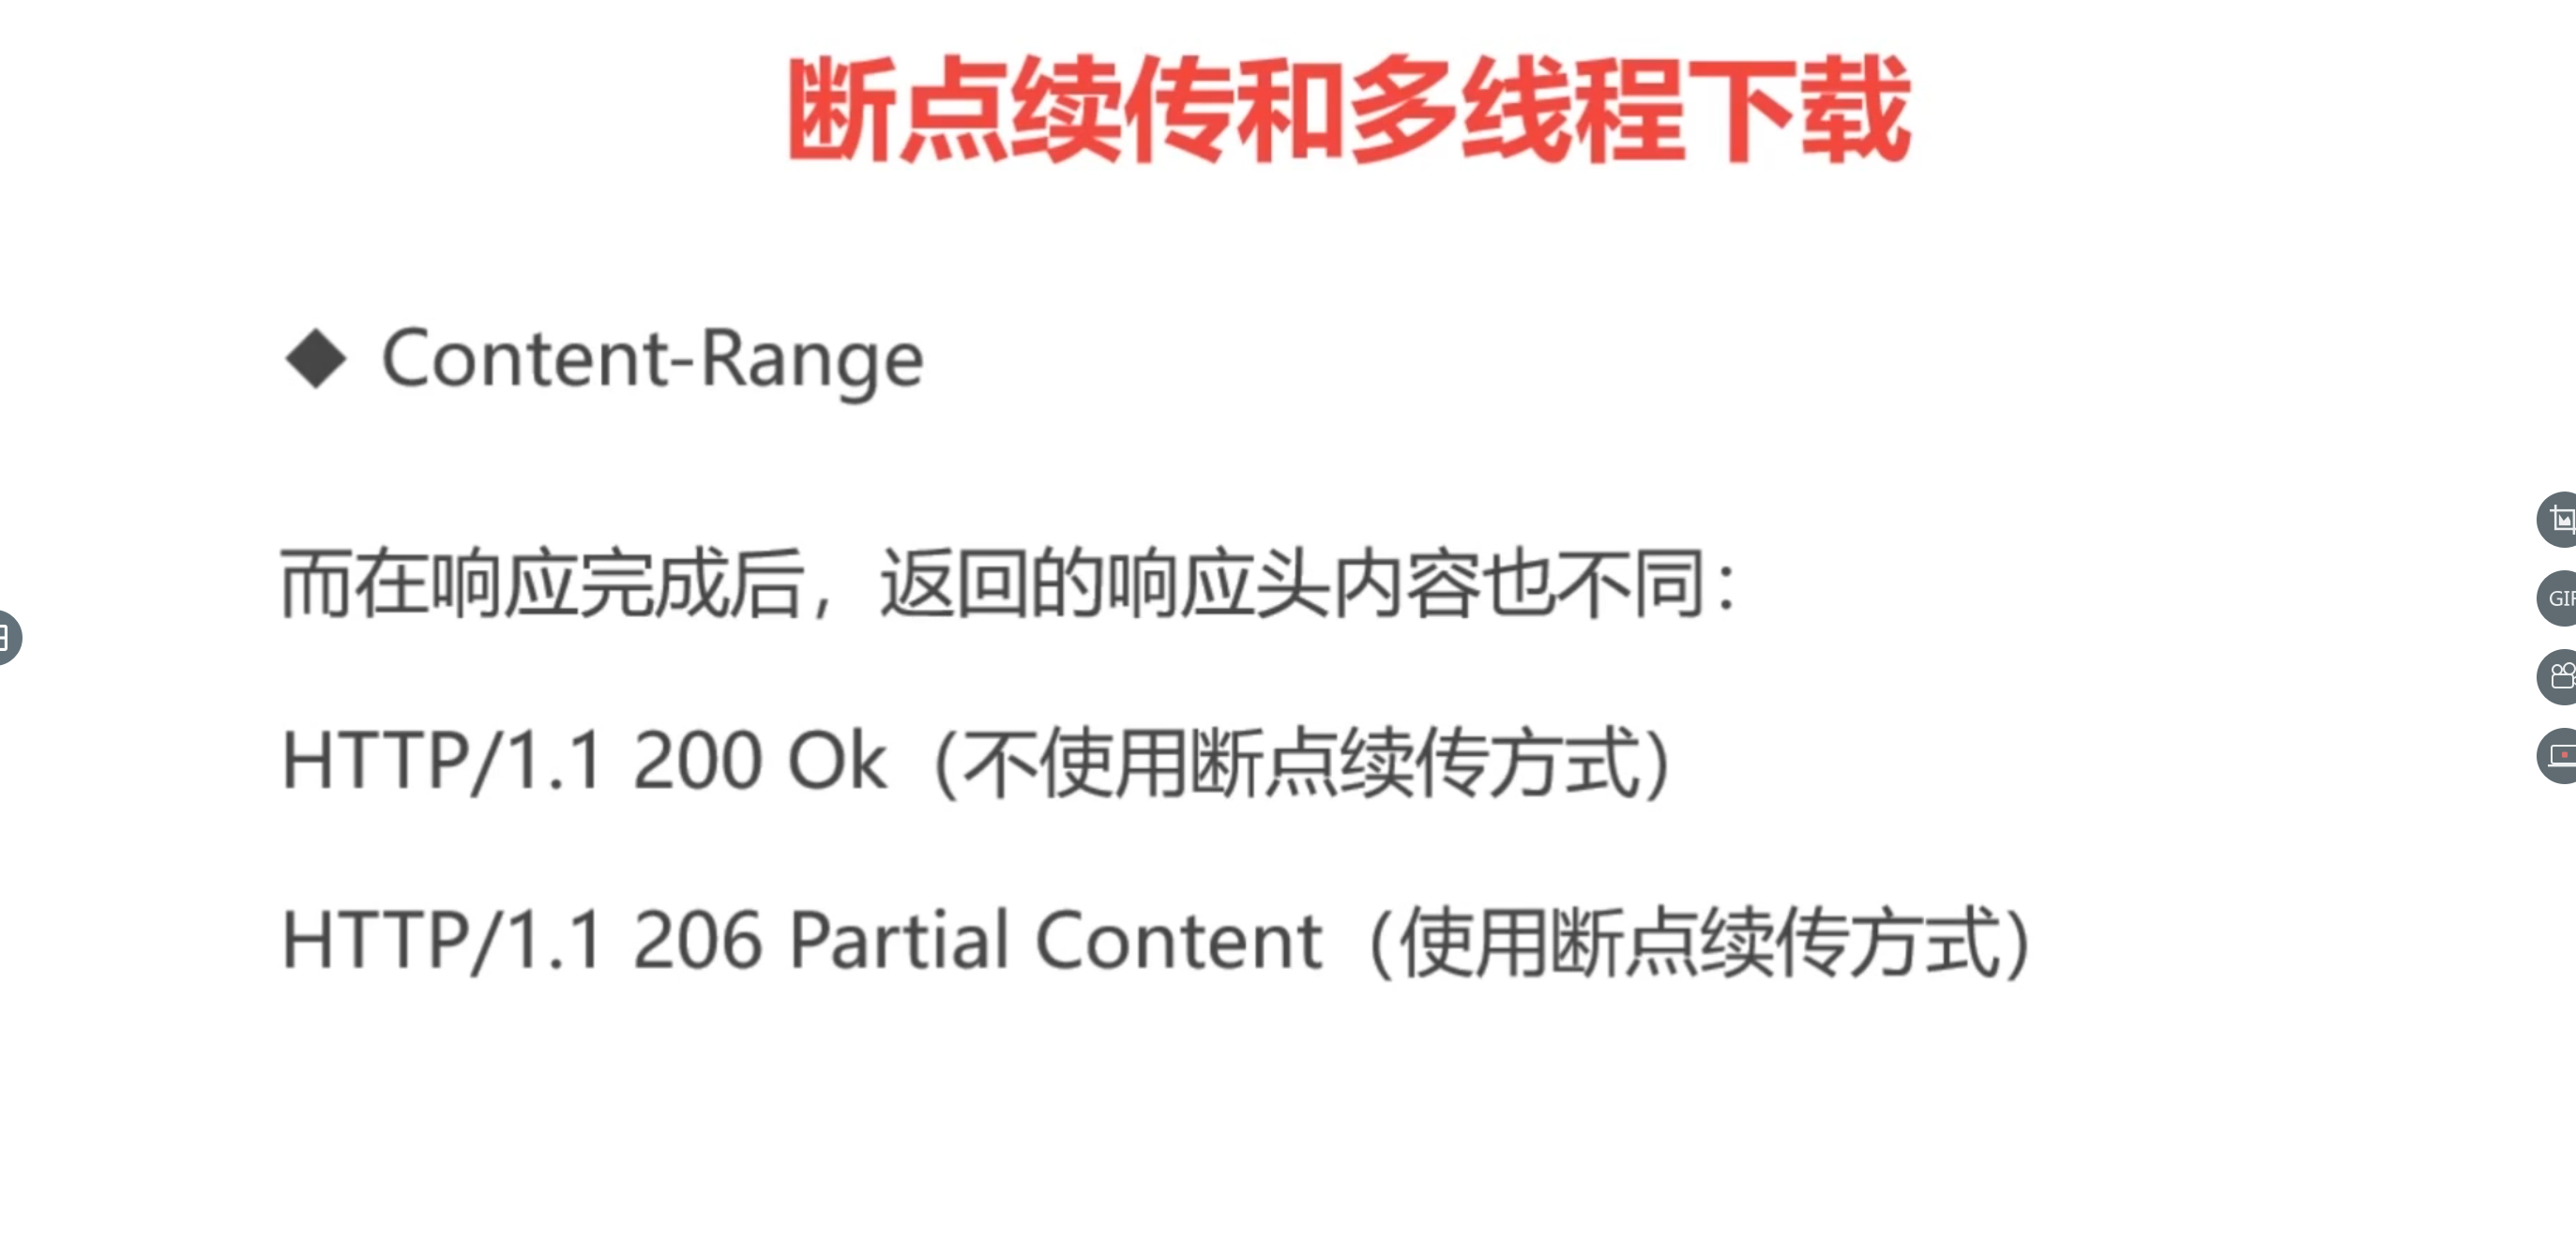 断点续传和多线程下载
◆ Content-Range
而在响应完成后，返回的响应头内容也不同：
HTTP/1.1 200 Ok（不使用断点续传方式）
HTTP/1.1 206 Partial Content（使用断点续传方式）